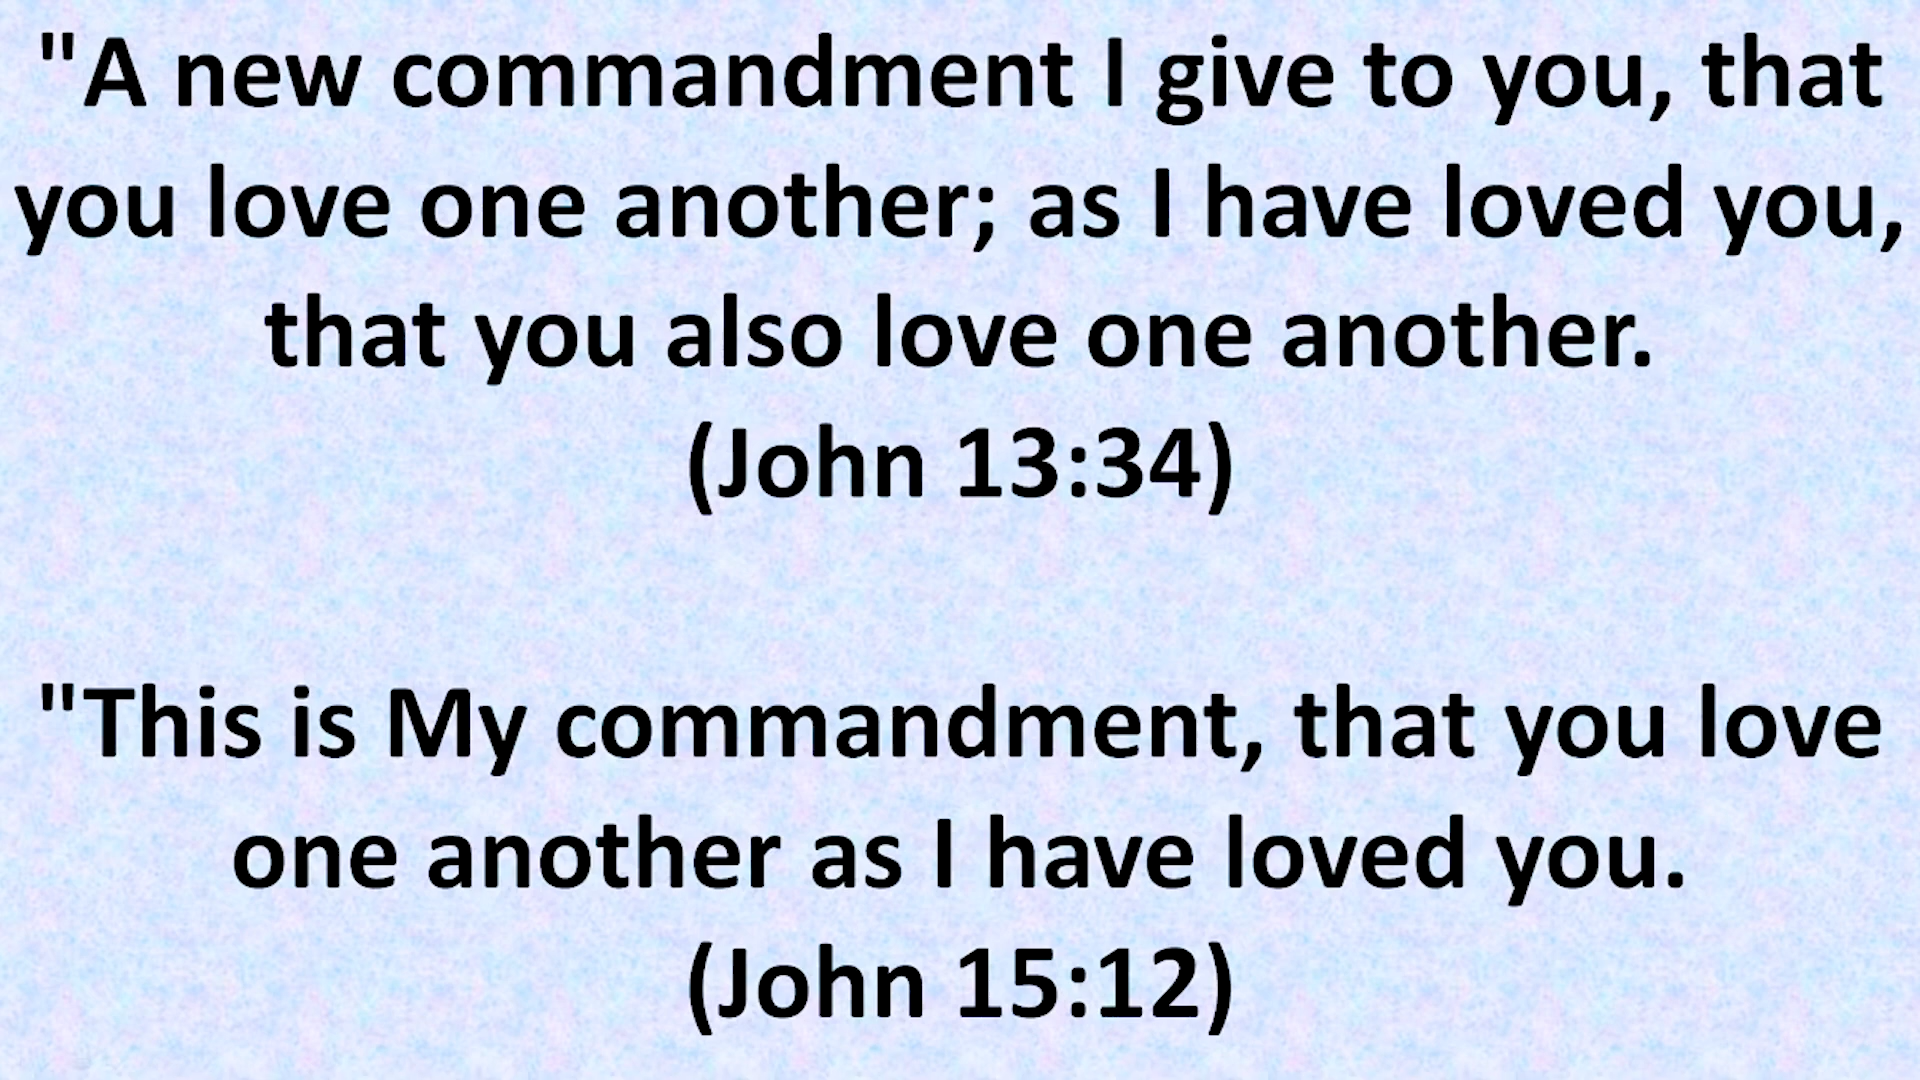 "A new commandment I give to you, that
you love one another; as I have loved you,
that you also love one another.
(John 13:34)
"This is My commandment, that you love
one another as I have loved you.
(John 15:12)